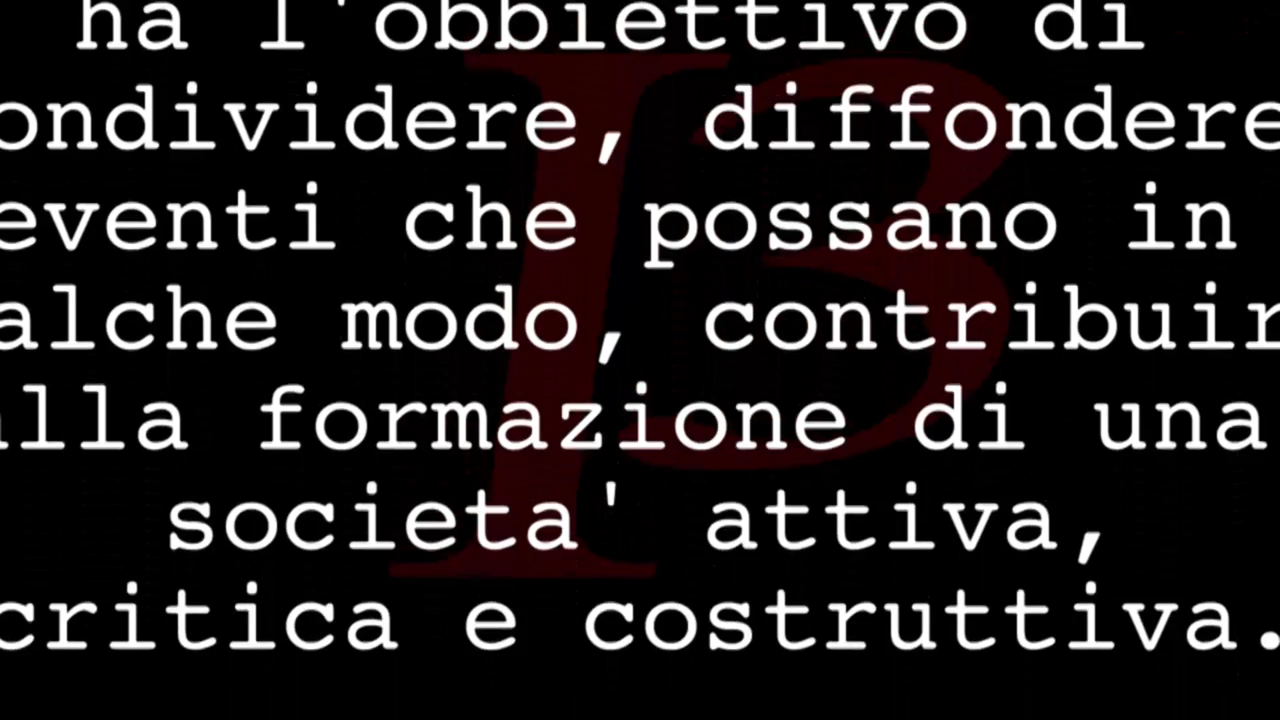 ha l'obbiettivo di
ondividere, diffondere
eventi che possano in
alche modo, contribuir
lla formazione di una
societa' attiva,
critica e costruttiva.